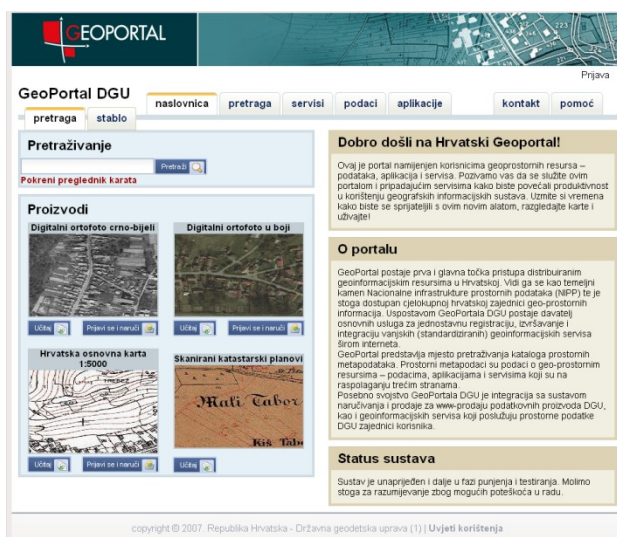 GEOPORTAL
Prijava
GeoPortal DGU
naslovnica pretraga servisi podaci aplikacije kontakt pomoć
pretraga stablo
Pretraživanje
Pretraži
Pokreni preglednik karata
Proizvodi
Digitalni ortofoto crno-bijeli
Digitalni ortofoto u boji
Učitaj Prijavi se i naruči
Učitaj Prijavi se i naruči
Hrvatska osnovna karta
1:5000
Skanirani katastarski planovi
Mali Tabor
Kiš Tabo
Učitaj Prijavi se i naruči
Učitaj
Dobro došli na Hrvatski Geoportal!
Ovaj je portal namijenjen korisnicima geoprostornih resursa –
podataka, aplikacija i servisa. Pozivamo vas da se služite ovim
portalom i pripadajućim servisima kako biste povećali produktivnost
u korištenju geografskih informacijskih sustava. Uzmite si vremena
kako biste se sprijateljili s ovim novim alatom, razgledajte karte i
uživajte!
O portalu
GeoPortal postaje prva i glavna točka pristupa distribuiranim
geoinformacijskim resursima u Hrvatskoj. Vidi ga se kao temeljni
kamen Nacionalne infrastrukture prostornih podataka (NIPP) te je
stoga dostupan cjelokupnoj hrvatskoj zajednici geo-prostornih
informacija. Uspostavom GeoPortala DGU postaje davatelj
osnovnih usluga za jednostavnu registraciju, izvršavanje i
integraciju vanjskih (standardiziranih) geoinformacijskih servisa
širom interneta.
GeoPortal predstavlja mjesto pretraživanja kataloga prostornih
metapodataka. Prostorni metapodaci su podaci o geo-prostornim
resursima – podacima, aplikacijama i servisima koji su na
raspolaganju trećim stranama.
Posebno svojstvo GeoPortala DGU je integracija sa sustavom
naručivanja i prodaje za www-prodaju podatkovnih proizvoda DGU,
kao i geoinformacijskih servisa koji poslužuju prostorne podatke
DGU zajednici korisnika.
Status sustava
Sustav je unaprijeđen i dalje u fazi punjenja i testiranja. Molimo
stoga za razumijevanje zbog mogućih poteškoća u radu.
copyright © 2007. Republika Hrvatska - Državna geodetska uprava (1) | Uvjeti korištenja